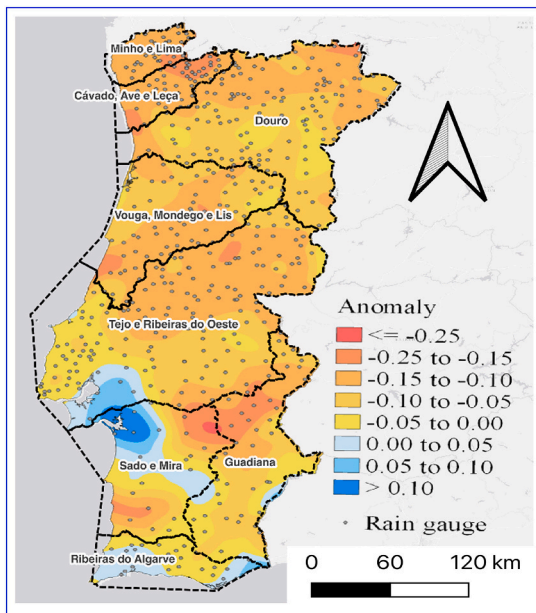 Minho e Lima
Cávado, Ave e Leça
Douro
Vouga, Mondego e Lis
Tejo e Ribeiras do Oeste
Sado e Mira
Guadiana
Ribeiras do Algarve
Anomaly
<= -0.25
-0.25 to -0.15
-0.15 to -0.10
-0.10 to -0.05
-0.05 to 0.00
0.00 to 0.05
0.05 to 0.10
> 0.10
Rain gauge
0 60 120 km